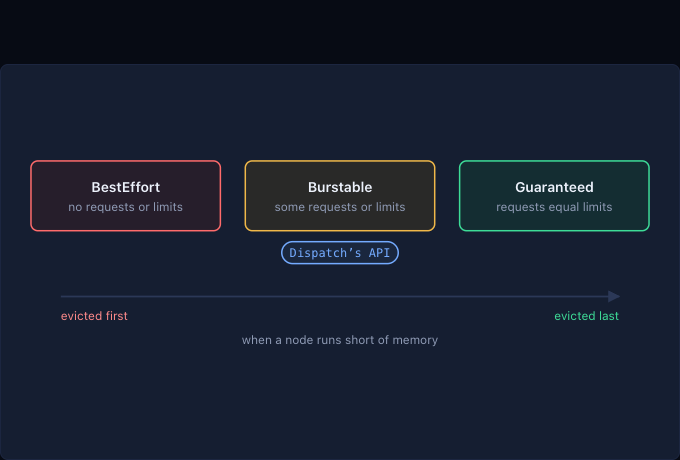 BestEffort
no requests or limits
Burstable
some requests or limits
Guaranteed
requests equal limits
Dispatch’s API
evicted first
evicted last
when a node runs short of memory